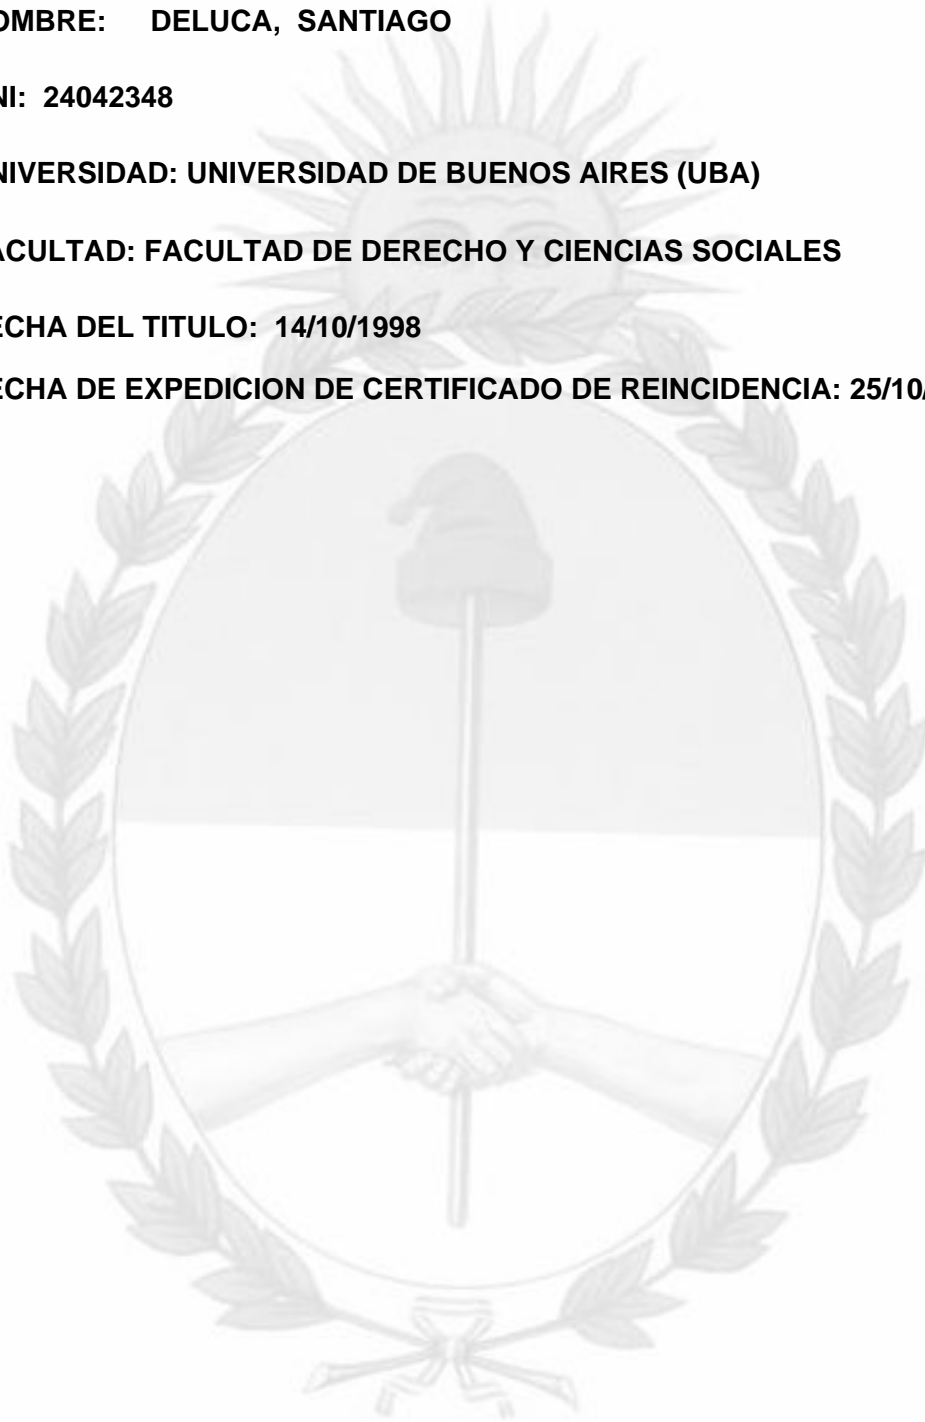 OMBRE: DELUCA, SANTIAGO
NI: 24042348
NIVERSIDAD: UNIVERSIDAD DE BUENOS AIRES (UBA)
ACULTAD: FACULTAD DE DERECHO Y CIENCIAS SOCIALES
ECHA DEL TITULO: 14/10/1998
ECHA DE EXPEDICION DE CERTIFICADO DE REINCIDENCIA: 25/10/